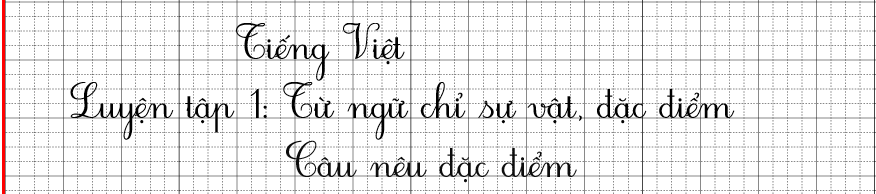 Tiếng Việt
Luyện tập 1: Từ ngữ chỉ sự vật, đặc điểm
Câu nêu đặc điểm